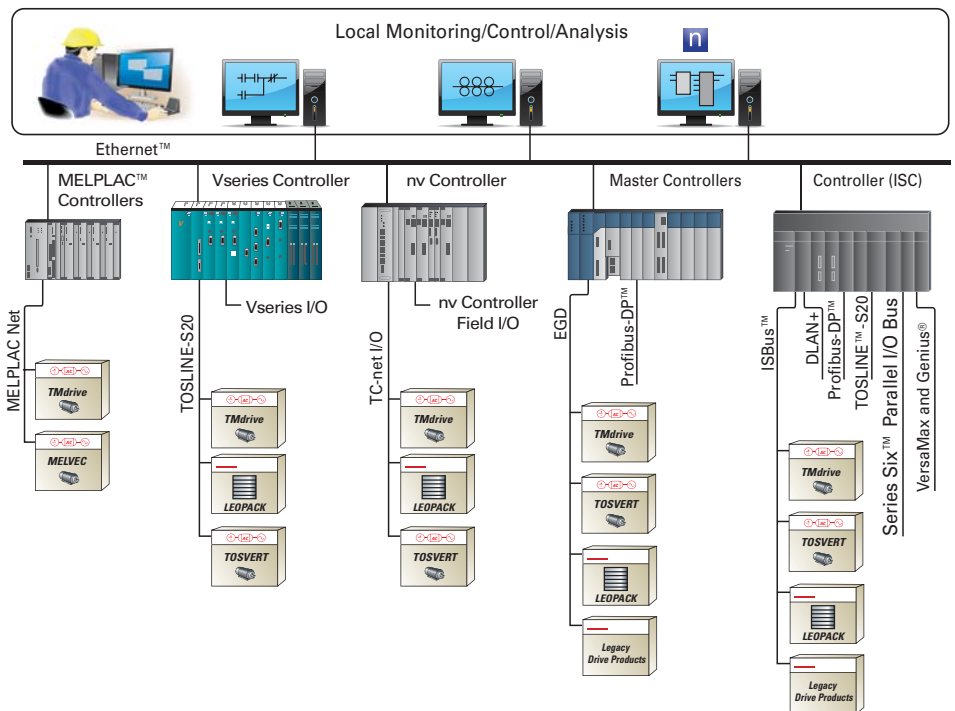 Local Monitoring/Control/Analysis
n
Ethernet™
MELPLAC™
Controllers
Vseries Controller
nv Controller
Master Controllers
Controller (ISC)
MELPLAC Net
TMdrive
MELVEC
TOSLINE-S20
Vseries I/O
TMdrive
LEOPACK
TOSVERT
TC-net I/O
nv Controller
Field I/O
TMdrive
LEOPACK
TOSVERT
EGD
Profibus-DP™
TMdrive
TOSVERT
LEOPACK
Legacy
Drive Products
ISBus™
DLAN+
Profibus-DP™
TOSLINE™-S20
Series Six™ Parallel I/O Bus
VersaMax and Genius®
TMdrive
TOSVERT
LEOPACK
Legacy
Drive Products